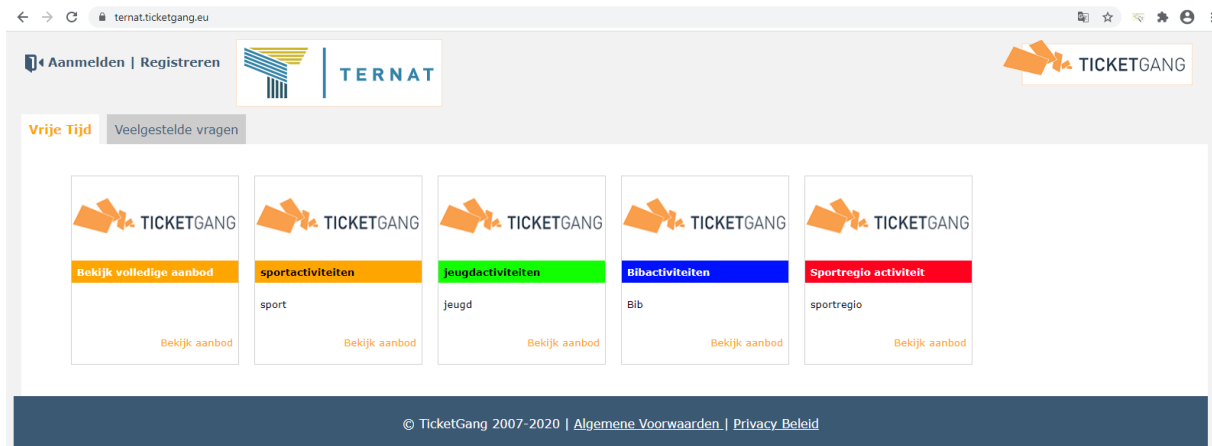 ternat.ticketgang.eu
Aanmelden | Registreren
TERNAT
TICKETGANG
Vrije Tijd
Veelgestelde vragen
TICKETGANG
Bekijk volledige aanbod
Bekijk aanbod
TICKETGANG
sportactiviteiten
sport
Bekijk aanbod
TICKETGANG
jeugdactiviteiten
jeugd
Bekijk aanbod
TICKETGANG
Bibactiviteiten
Bib
Bekijk aanbod
TICKETGANG
Sportregio activiteit
sportregio
Bekijk aanbod
© TicketGang 2007-2020 | Algemene Voorwaarden | Privacy Beleid